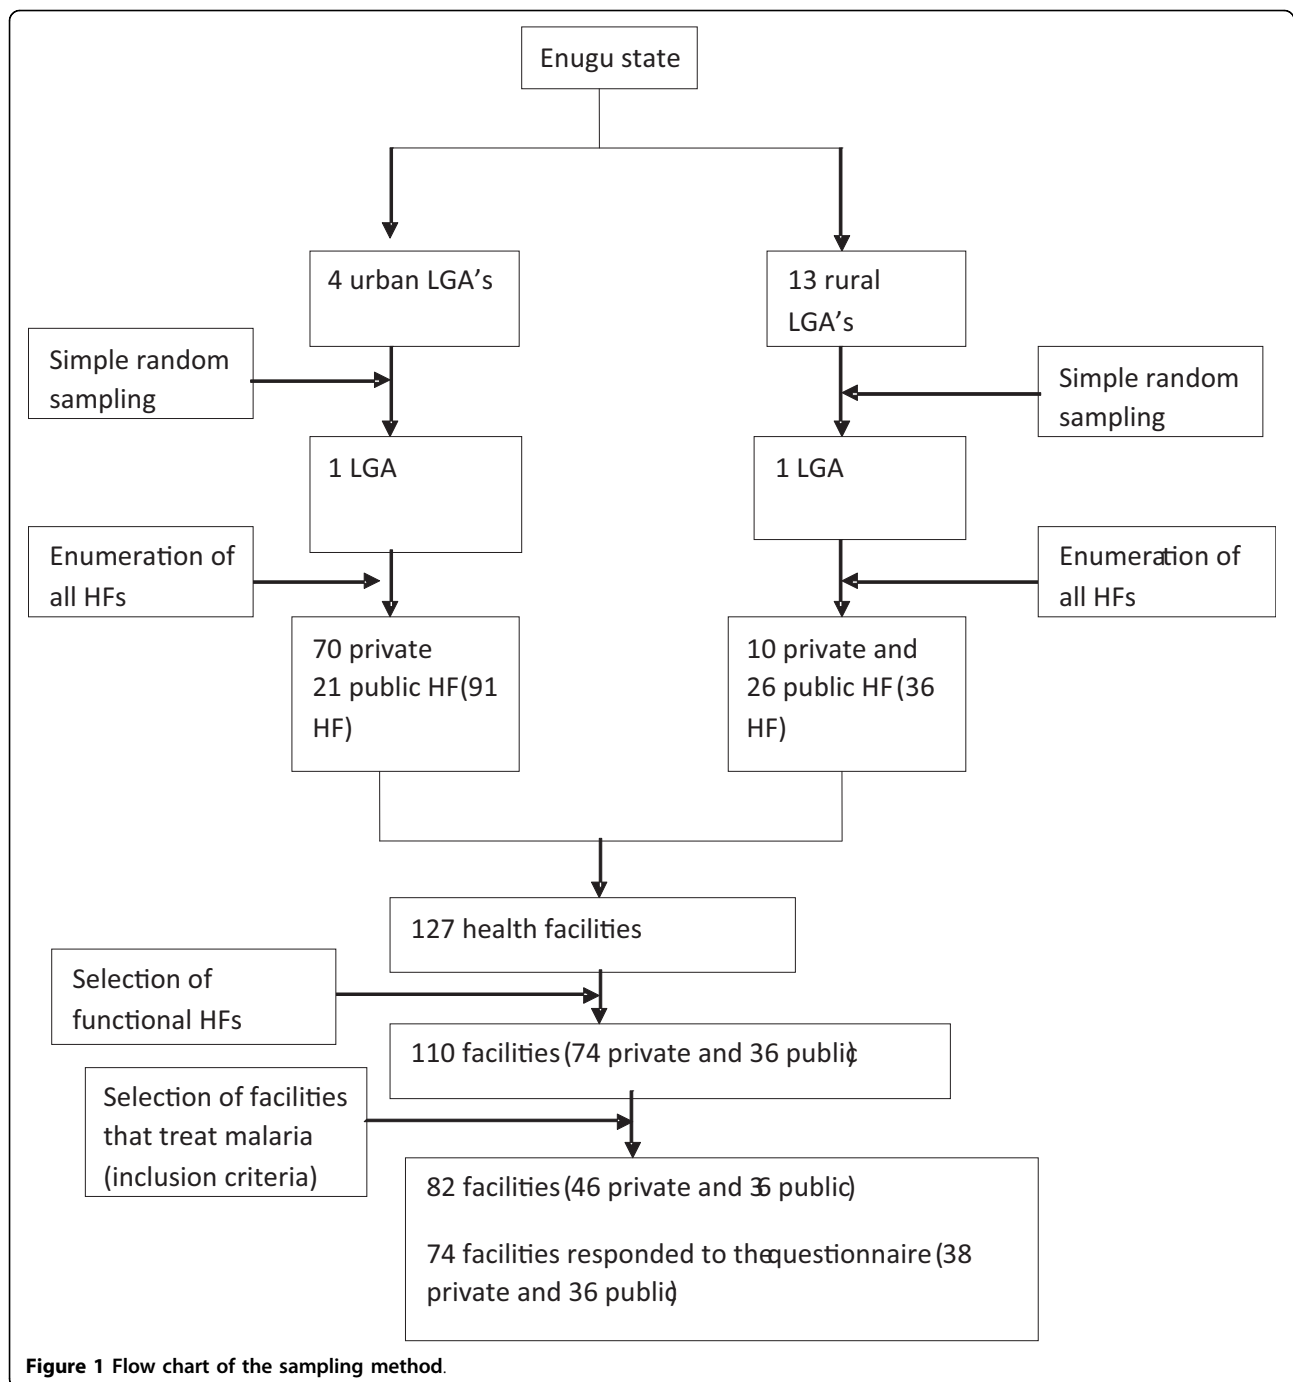 Enugu state
4 urban LGA's
13 rural
LGA's
Simple random
sampling
Simple random
sampling
1 LGA
1 LGA
Enumeration of
all HFs
Enumeration of
all HFs
70 private
21 public HF(91
HF)
10 private and
26 public HF (36
HF)
127 health facilities
Selection of
functional HFs
110 facilities (74 private and 36 public)
Selection of facilities
that treat malaria
(inclusion criteria)
82 facilities (46 private and 36 public)
74 facilities responded to the questionnaire (38
private and 36 public)
Figure 1 Flow chart of the sampling method.